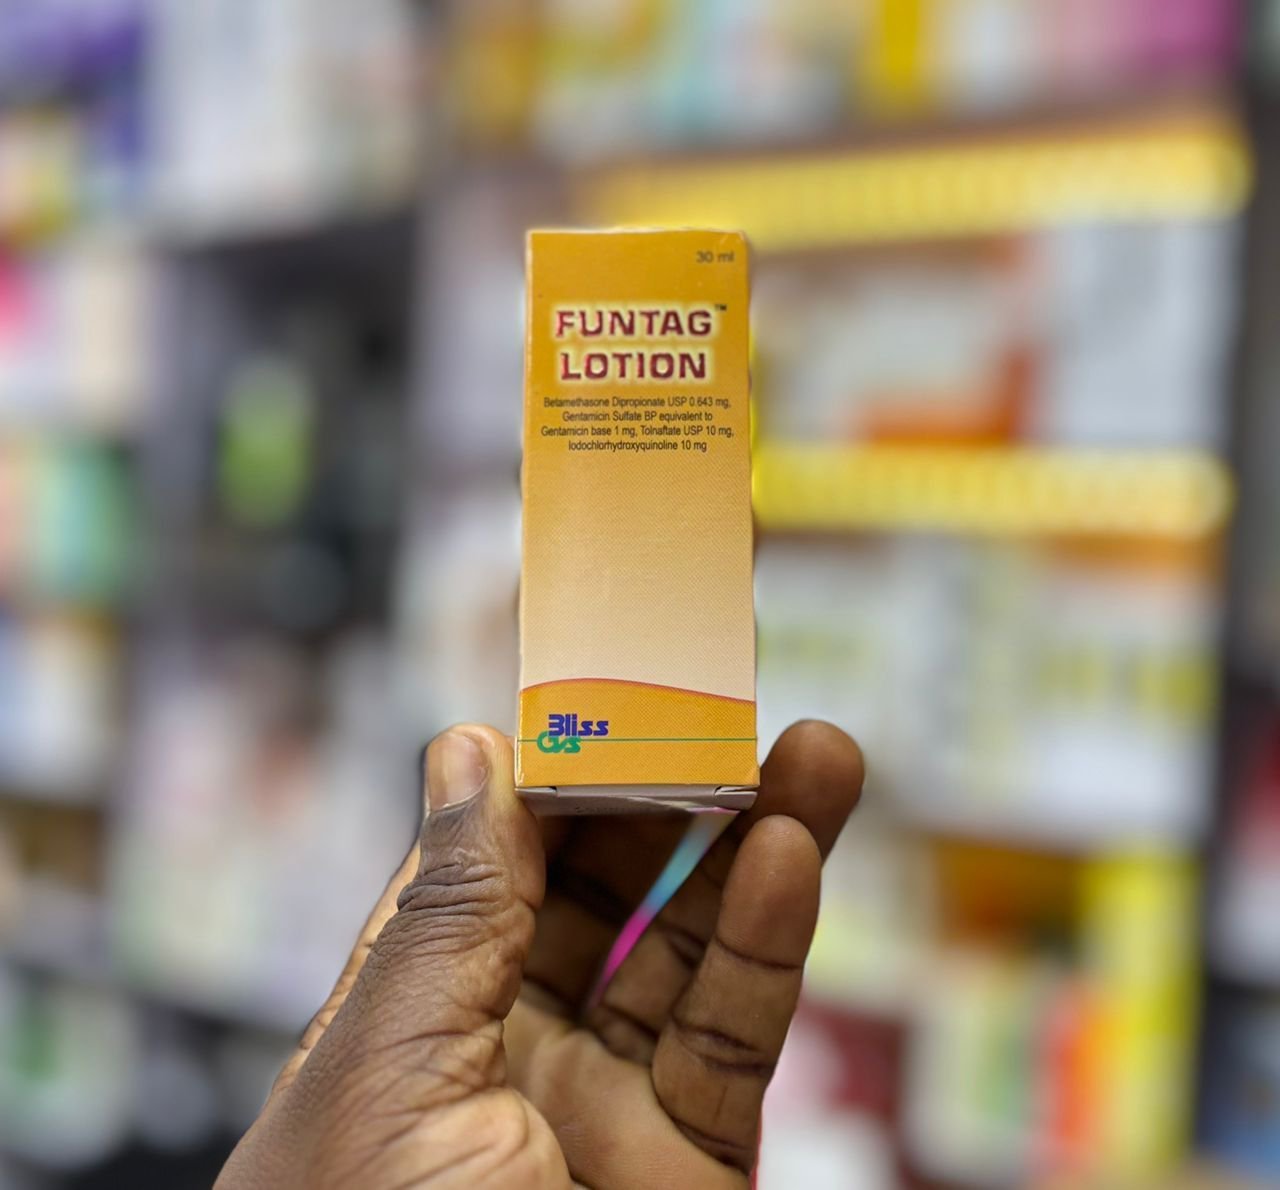 30 ml
FUNTAG™
LOTION
Betamethasone Dipropionate USP 0.643 mg,
Gentamicin Sulfate BP equivalent to
Gentamicin base 1 mg, Tolnaftate USP 10 mg,
Iodochlorhydroxyquinoline 10 mg
Bliss
GVS